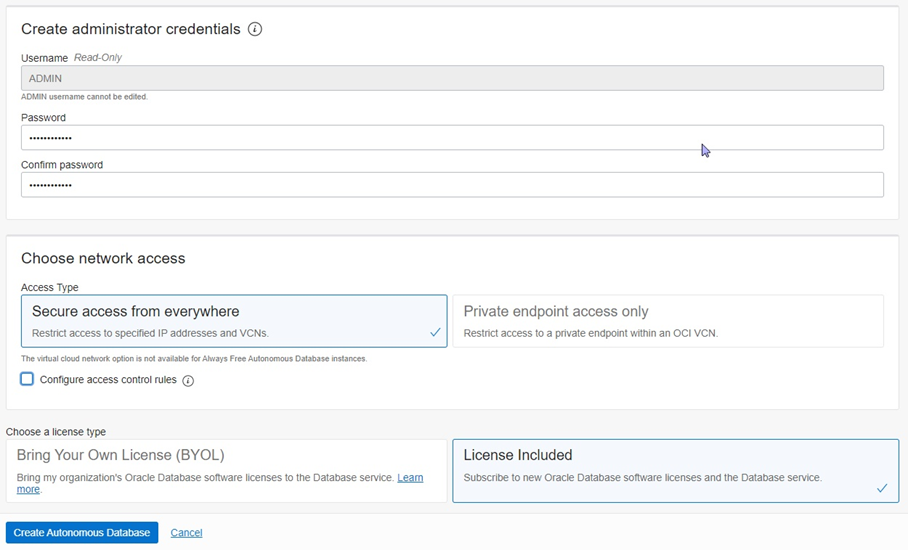 Create administrator credentials
Username Read-Only
ADMIN
ADMIN username cannot be edited.
Password
••••••••••••
Confirm password
••••••••••••
Choose network access
Access Type
Secure access from everywhere
Restrict access to specified IP addresses and VCNs.
Private endpoint access only
Restrict access to a private endpoint within an OCI VCN.
The virtual cloud network option is not available for Always Free Autonomous Database instances.
Configure access control rules
Choose a license type
Bring Your Own License (BYOL)
Bring my organization's Oracle Database software licenses to the Database service. Learn
more.
License Included
Subscribe to new Oracle Database software licenses and the Database service.
Create Autonomous Database Cancel